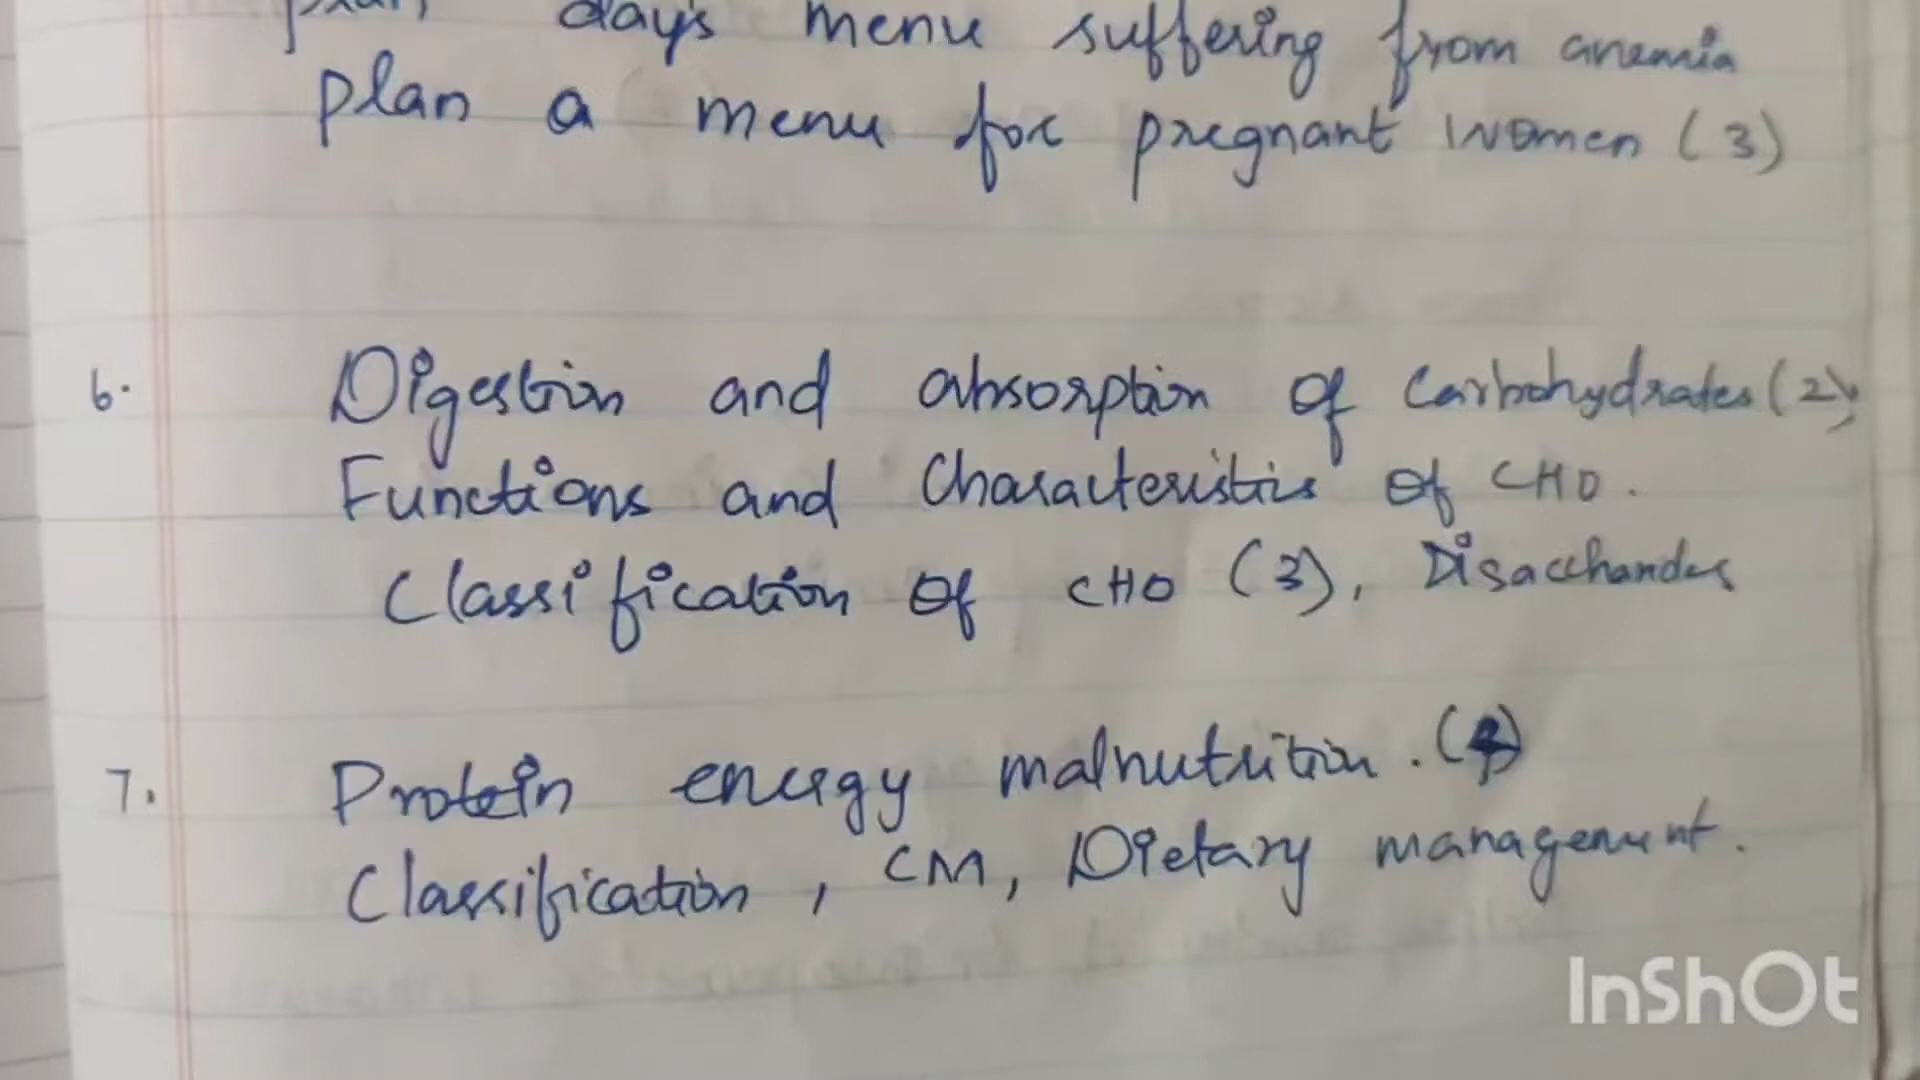 plan days menu suffering from anemia
plan a menu for pregnant women (3)
6. Digestion and absorption of Carbohydrates (2)
Functions and Characteristics of CHO.
Classification of CHO (3), Disaccharides
7. Protein energy malnutrition. ( )
Classification, CM, Dietary management.
InShOt